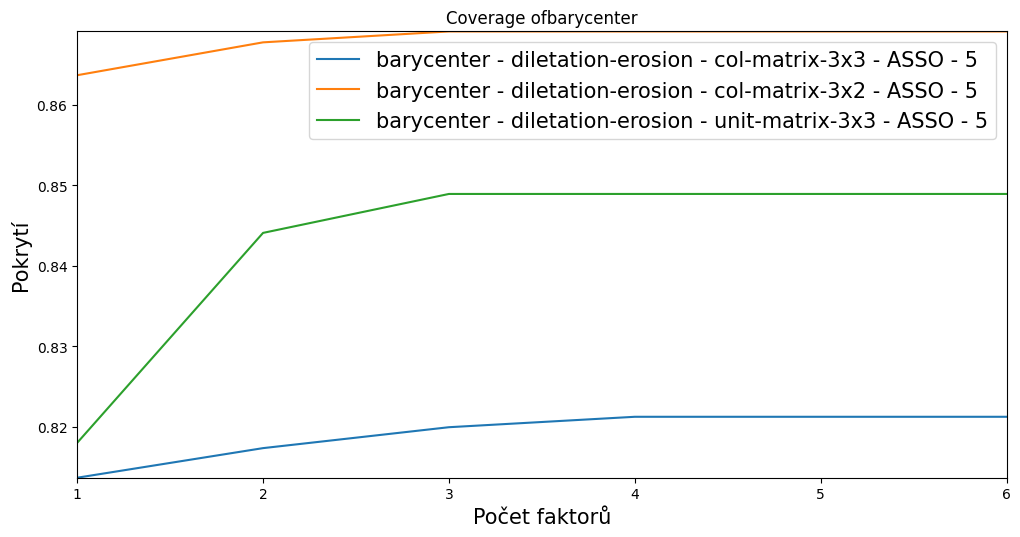 Coverage ofbarycenter
barycenter - diletation-erosion - col-matrix-3x3 - ASSO - 5
barycenter - diletation-erosion - col-matrix-3x2 - ASSO - 5
barycenter - diletation-erosion - unit-matrix-3x3 - ASSO - 5
Pokrytí
0.86
0.85
0.84
0.83
0.82
1 2 3 4 5 6
Počet faktorů